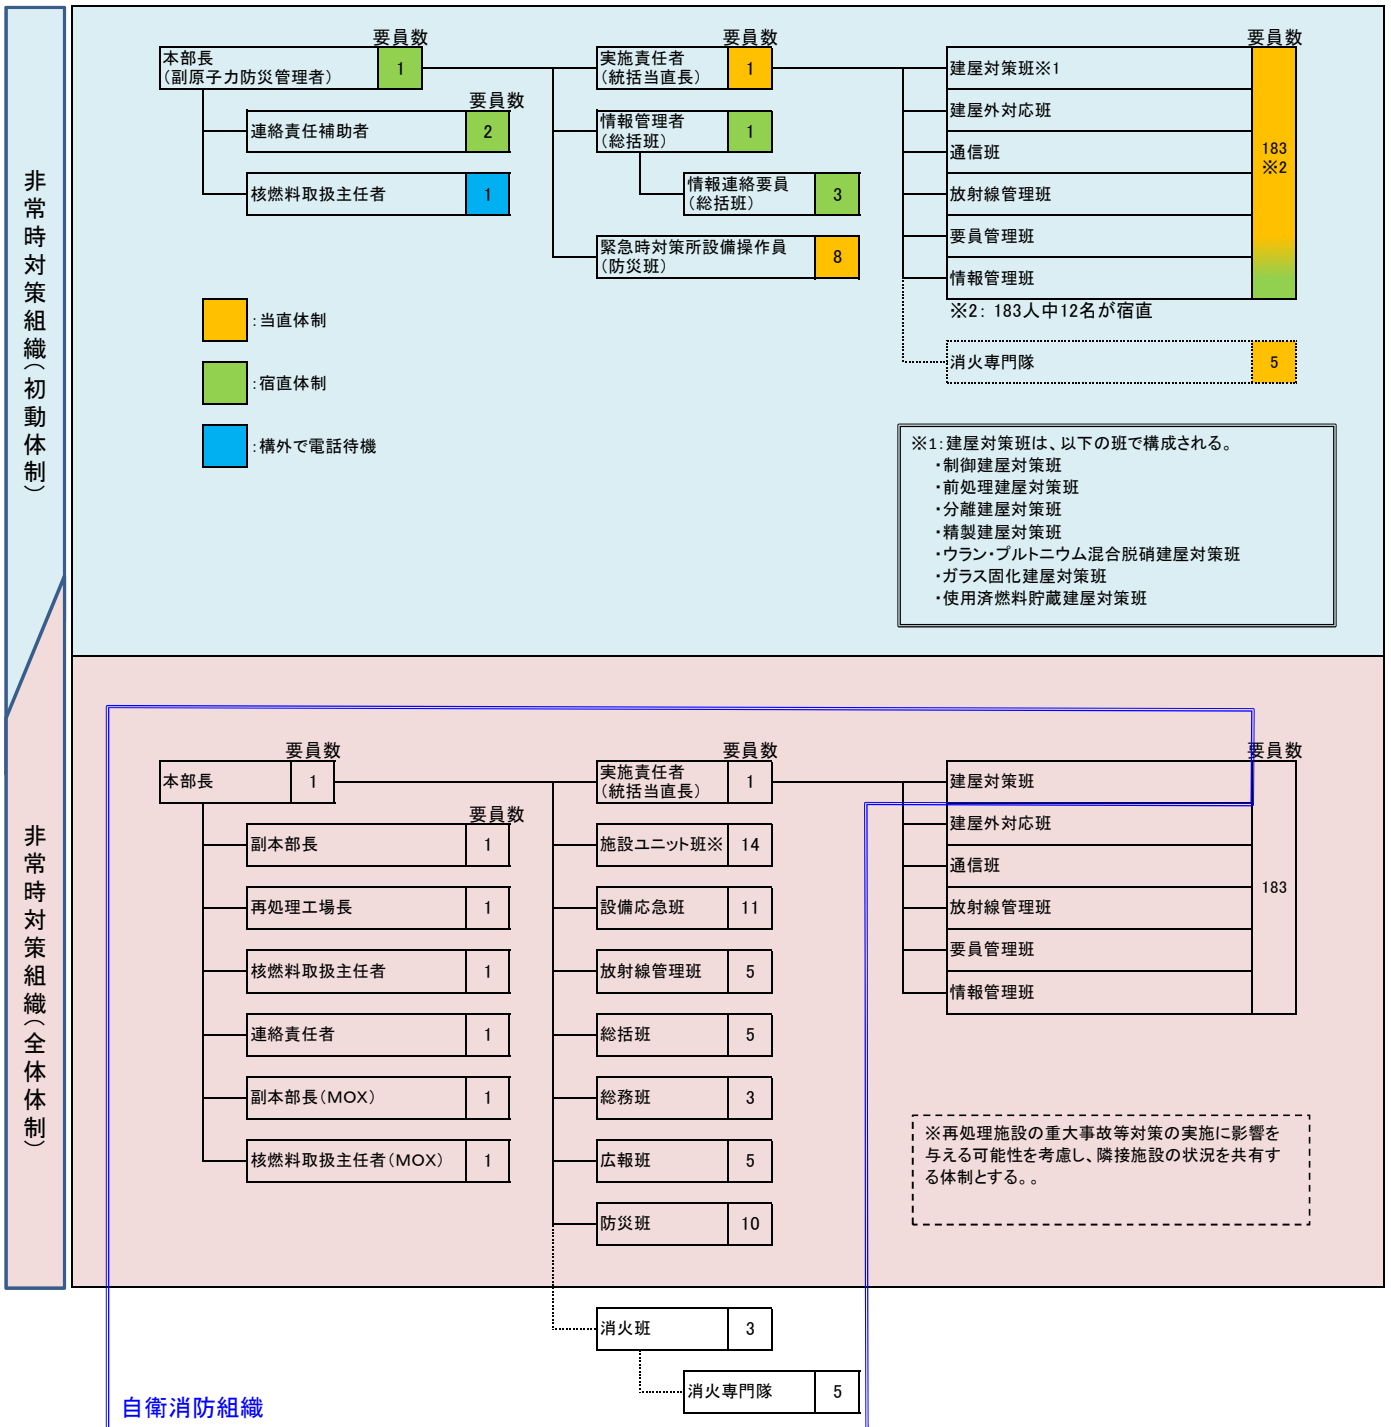 非常時対策組織(初動体制)
要員数
本部長
(副原子力防災管理者)
1
要員数
連絡責任補助者
2
核燃料取扱主任者
1
要員数
実施責任者
(統括当直長)
1
情報管理者
(総括班)
1
情報連絡要員
(総括班)
3
緊急時対策所設備操作員
(防災班)
8
要員数
建屋対策班※1
建屋外対応班
通信班
放射線管理班
要員管理班
情報管理班
183
※2
※2: 183人中12名が宿直
消火専門隊
5
:当直体制
:宿直体制
:構外で電話待機
※1:建屋対策班は、以下の班で構成される。
・制御建屋対策班
・前処理建屋対策班
・分離建屋対策班
・精製建屋対策班
・ウラン・プルトニウム混合脱硝建屋対策班
・ガラス固化建屋対策班
・使用済燃料貯蔵建屋対策班
非常時対策組織(全体体制)
要員数
本部長
1
要員数
副本部長
1
再処理工場長
1
核燃料取扱主任者
1
連絡責任者
1
副本部長(MOX)
1
核燃料取扱主任者(MOX)
1
要員数
実施責任者
(統括当直長)
1
施設ユニット班※
14
設備応急班
11
放射線管理班
5
総括班
5
総務班
3
広報班
5
防災班
10
消火班
3
消火専門隊
5
要員数
建屋対策班
建屋外対応班
通信班
放射線管理班
要員管理班
情報管理班
183
※再処理施設の重大事故等対策の実施に影響を
与える可能性を考慮し、隣接施設の状況を共有す
る体制とする。。
自衛消防組織